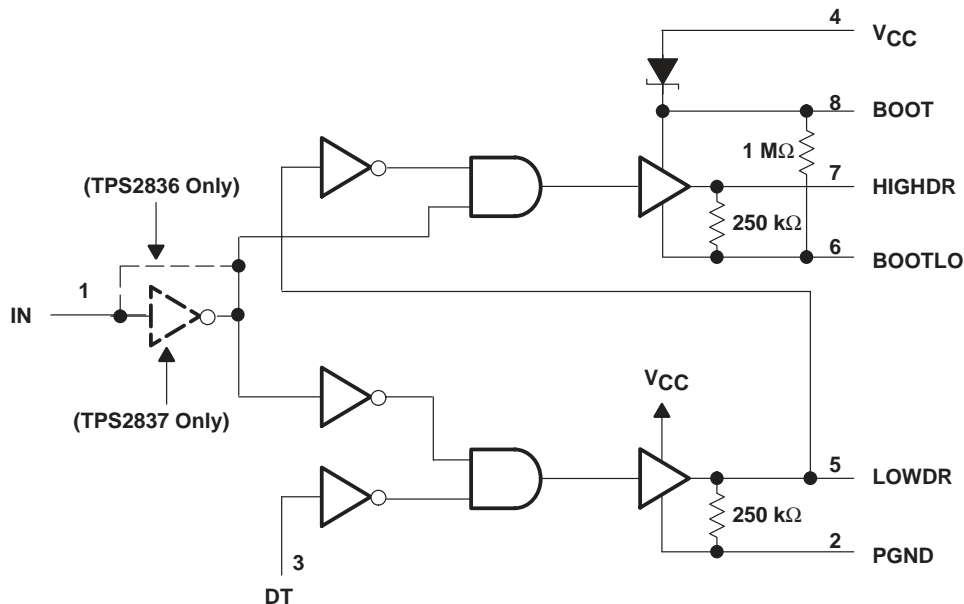 4
VCC
8
BOOT
1 MΩ
(TPS2836 Only)
7
HIGHDR
250 kΩ
6
BOOTLO
1
IN
VCC
(TPS2837 Only)
5
LOWDR
250 kΩ
2
PGND
3
DT